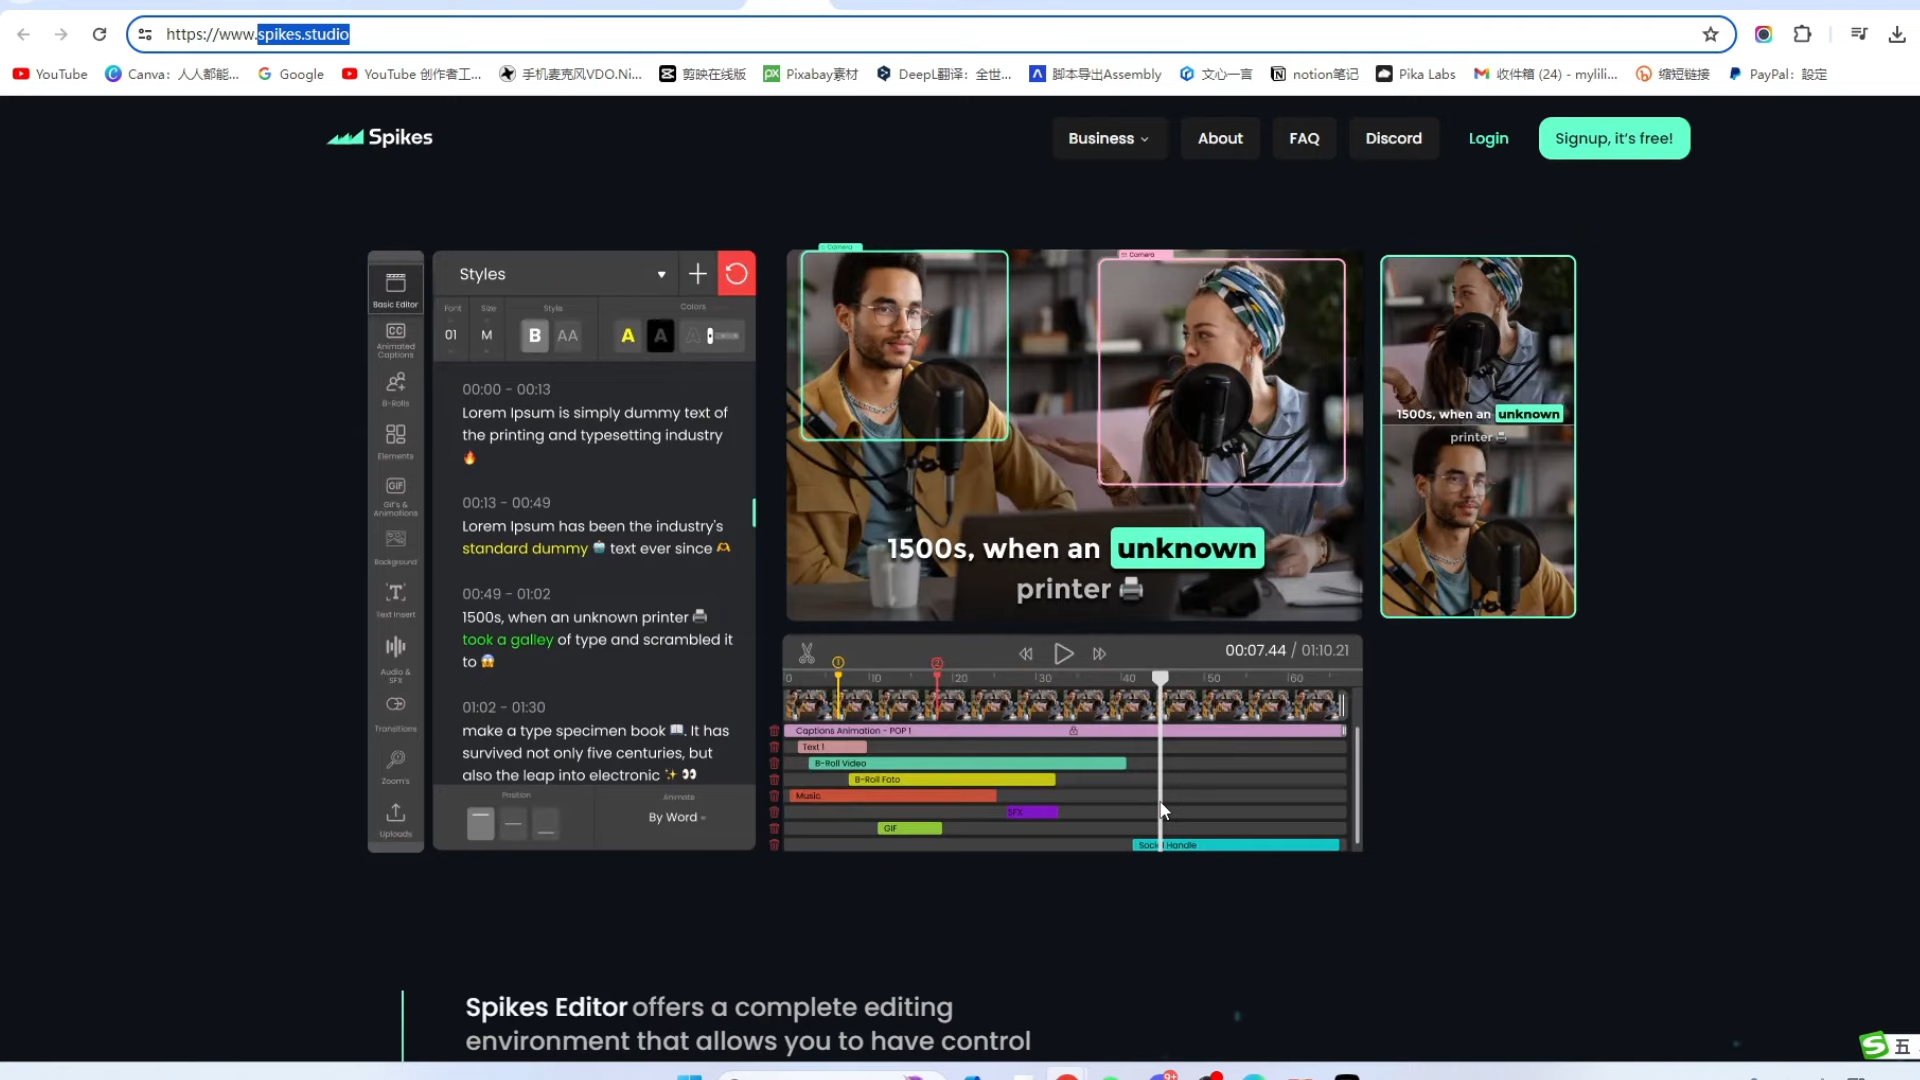 https://www.spikes.studio
YouTube
Canva：人人都能...
Google
YouTube 创作者工...
手机麦克风VDO.Ni...
剪映在线版
Pixabay素材
DeepL翻译：全世...
脚本导出Assembly
文心一言
notion笔记
Pika Labs
收件箱 (24) - mylili...
缩短链接
PayPal：設定
Spikes
Business
About
FAQ
Discord
Login
Signup, it's free!
Basic Editor
CC
Animated
Captions
B-Rolls
Elements
GIF
Gif's &
Animations
Background
Text Insert
Audio &
SFX
Transitions
Zoom's
Uploads
Styles
Font
Size
Style
Colors
01
M
B
AA
A
A
A
00:00 - 00:13
Lorem Ipsum is simply dummy text of
the printing and typesetting industry
🔥
00:13 - 00:49
Lorem Ipsum has been the industry's
standard dummy 🤖 text ever since 🫶
00:49 - 01:02
1500s, when an unknown printer 🖨️
took a galley of type and scrambled it
to 😱
01:02 - 01:30
make a type specimen book 📖. It has
survived not only five centuries, but
also the leap into electronic ✨ 👀
Position
Animate
By Word
Camera
Camera
1500s, when an unknown
printer 🖨️
1500s, when an unknown
printer 🖨️
00:07.44 / 01:10.21
1
2
0
10
20
30
40
50
60
Captions Animation - POP 1
Text 1
B-Roll Video
B-Roll Foto
Music
SFX
GIF
Social Handle
Spikes Editor offers a complete editing
environment that allows you to have control
五
9+